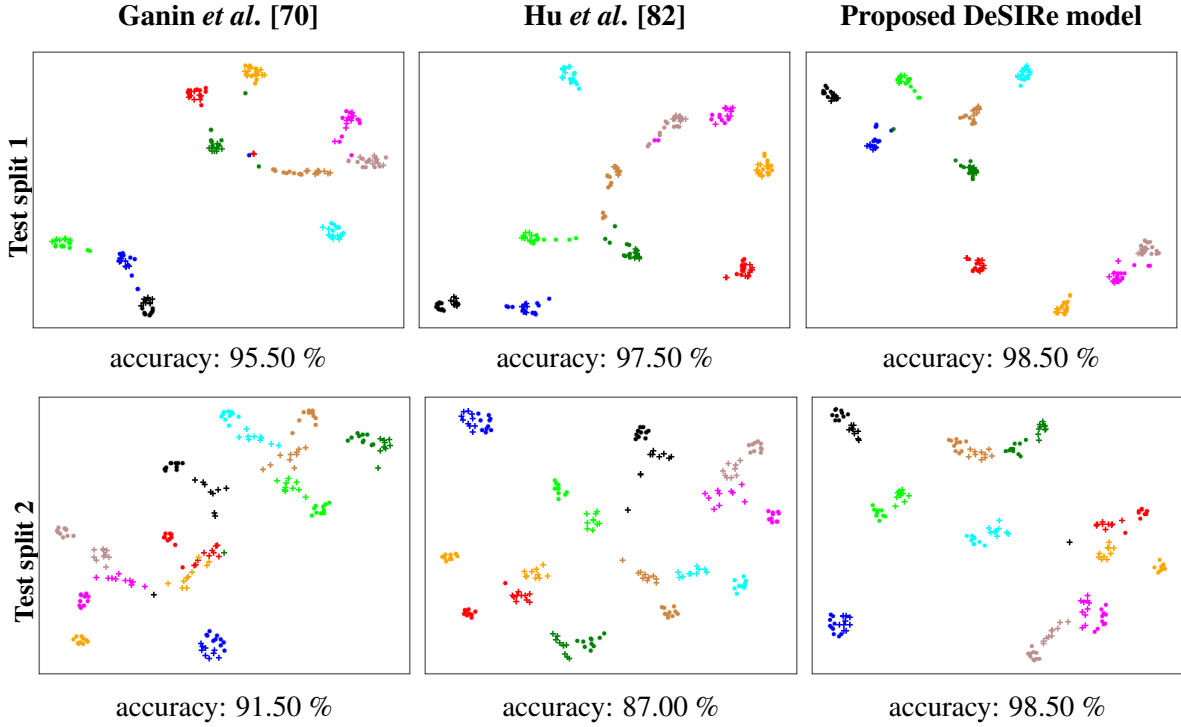 Ganin et al. [70] Hu et al. [82] Proposed DeSIRe model
Test split 1
accuracy: 95.50 % accuracy: 97.50 % accuracy: 98.50 %
Test split 2
accuracy: 91.50 % accuracy: 87.00 % accuracy: 98.50 %